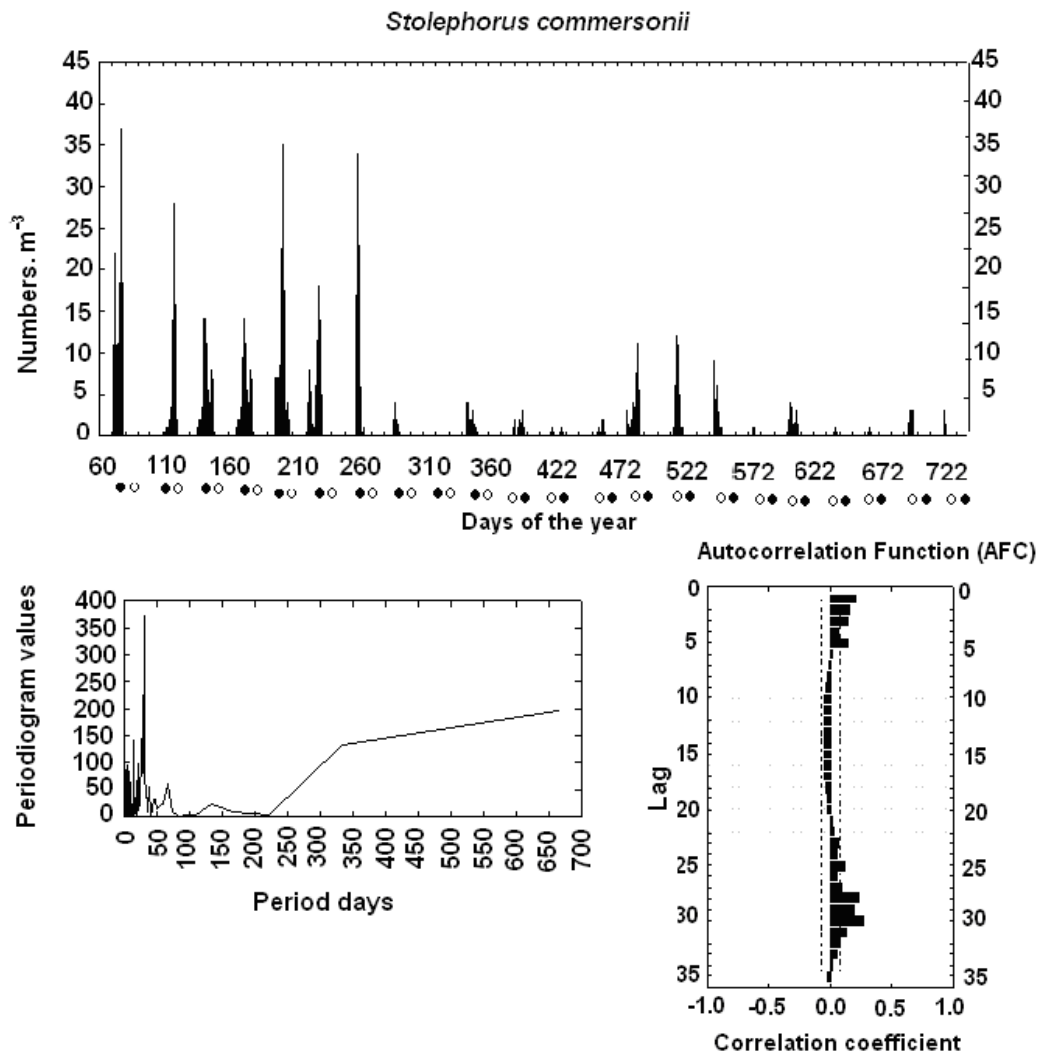 Stolephorus commersonii
45 45
40 40
35 35
30 30
25 25
20 20
15 15
10 10
5 5
0
Numbers. m⁻³
60 110 160 210 260 310 360 422 472 522 572 622 672 722
Days of the year
400
350
300
250
200
150
100
50
0
Periodiogram values
0 50 100 150 200 250 300 350 400 450 500 550 600 650 700
Period days
Autocorrelation Function (AFC)
0 0
5 5
10 10
15 15
20 20
25 25
30 30
35 35
Lag
-1.0 -0.5 0.0 0.5 1.0
Correlation coefficient